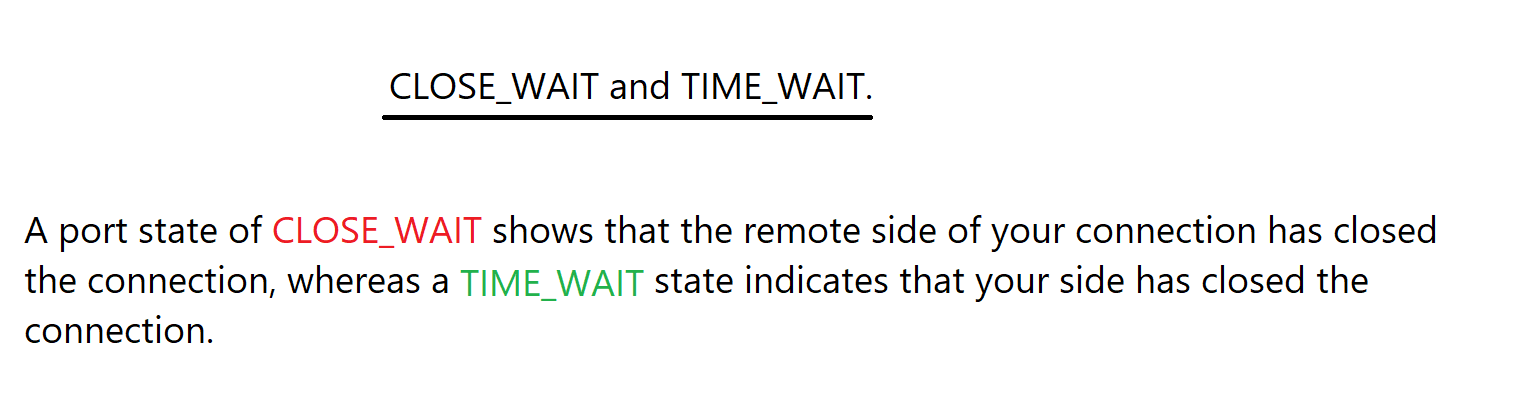 CLOSE_WAIT and TIME_WAIT.
A port state of CLOSE_WAIT shows that the remote side of your connection has closed
the connection, whereas a TIME_WAIT state indicates that your side has closed the
connection.